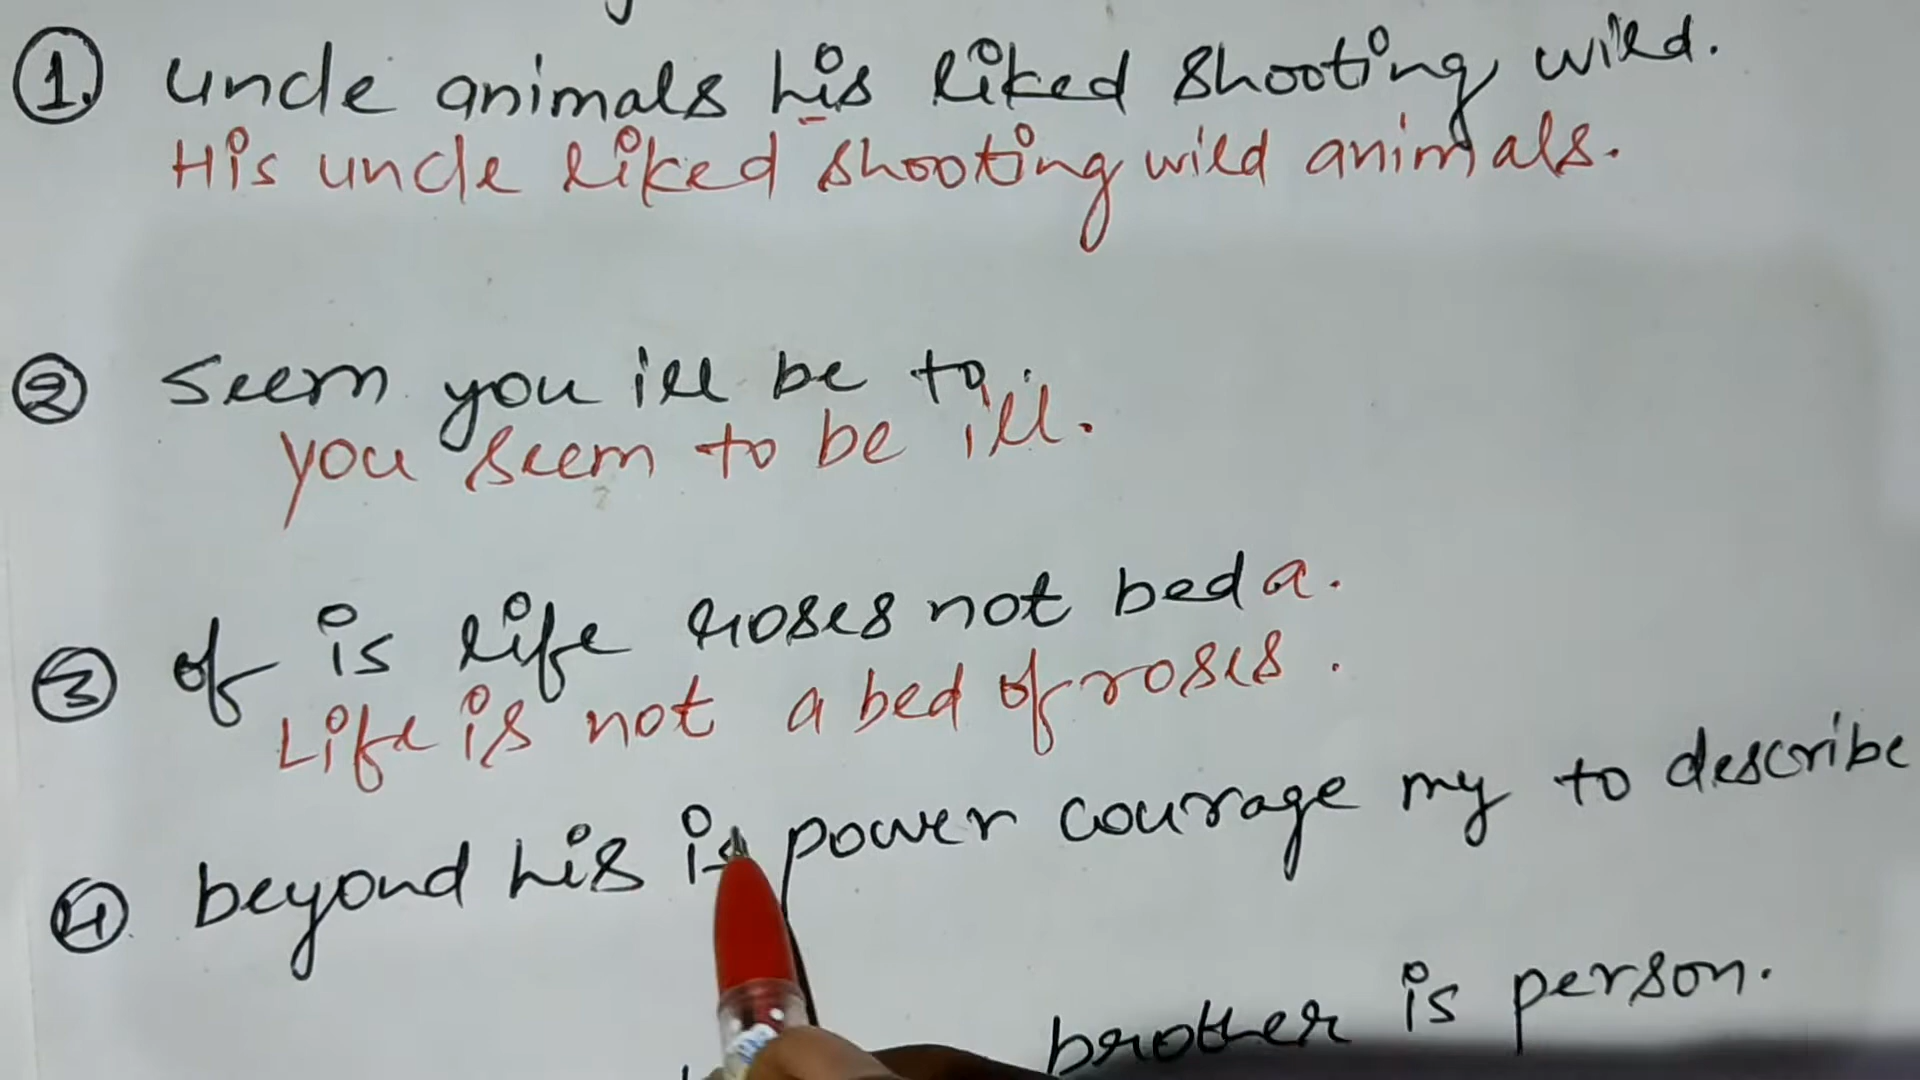 1. uncle animals his liked shooting wild.
His uncle liked shooting wild animals.
2 Seem you ill be to.
you seem to be ill.
3 of is life roses not bed a.
Life is not a bed of roses.
4 beyond his is power courage my to describe
brother is person.